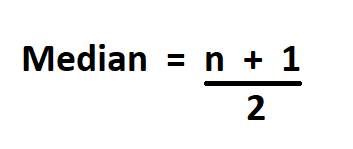 Median = n + 1
2